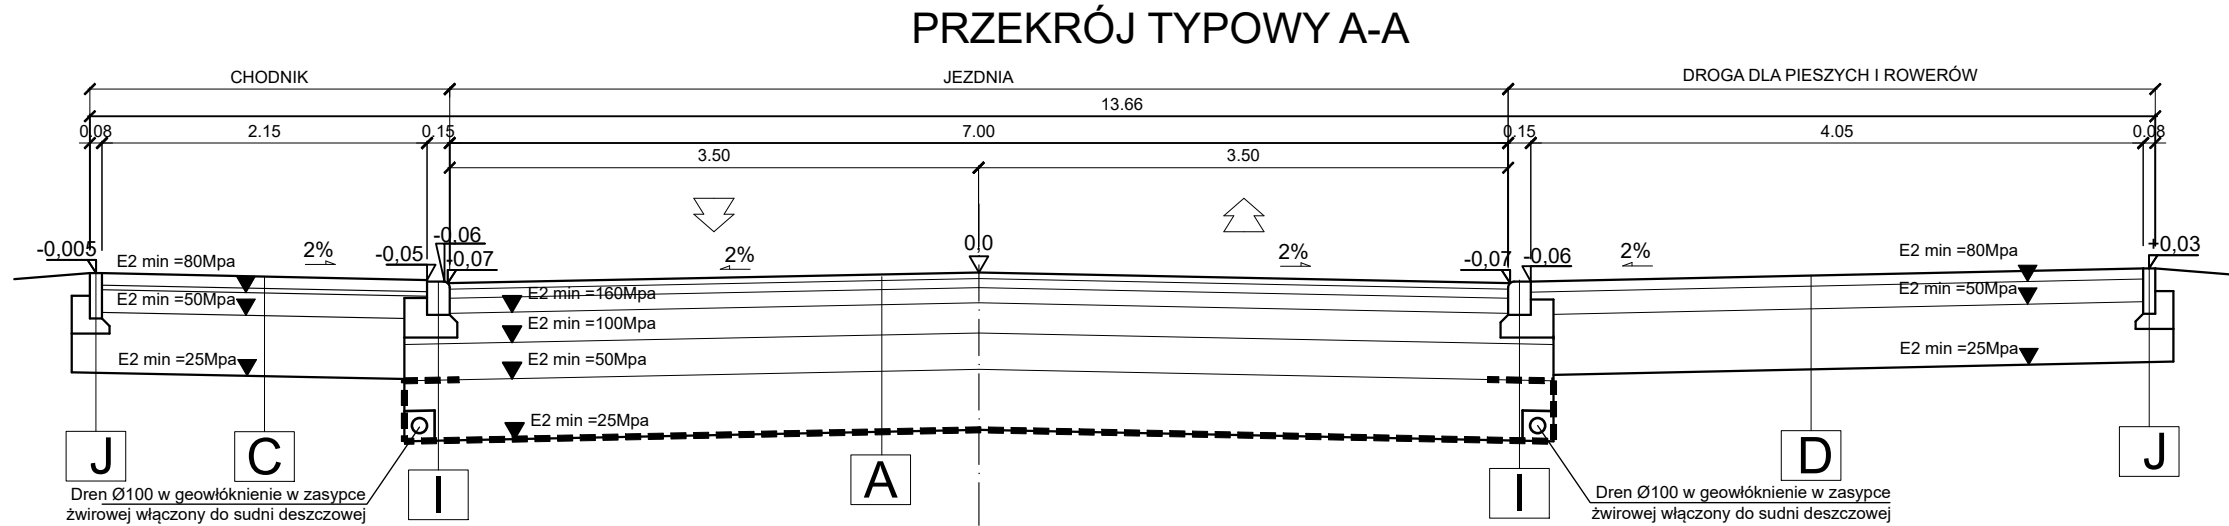 PRZEKRÓJ TYPOWY A-A
CHODNIK
JEZDNIA
DROGA DLA PIESZYCH I ROWERÓW
13.66
0.08
2.15
0.15
7.00
0.15
4.05
0.08
3.50
3.50
-0,005
E2 min =80Mpa
2%
-0,05
-0,06
-0,07
2%
0,0
2%
-0,07
-0,06
2%
E2 min =80Mpa
+0,03
E2 min =50Mpa
E2 min =160Mpa
E2 min =50Mpa
E2 min =100Mpa
E2 min =25Mpa
E2 min =50Mpa
E2 min =25Mpa
E2 min =25Mpa
J
C
I
A
I
D
J
Dren Ø100 w geowłóknienie w zasypce
żwirowej włączony do sudni deszczowej
Dren Ø100 w geowłóknienie w zasypce
żwirowej włączony do sudni deszczowej